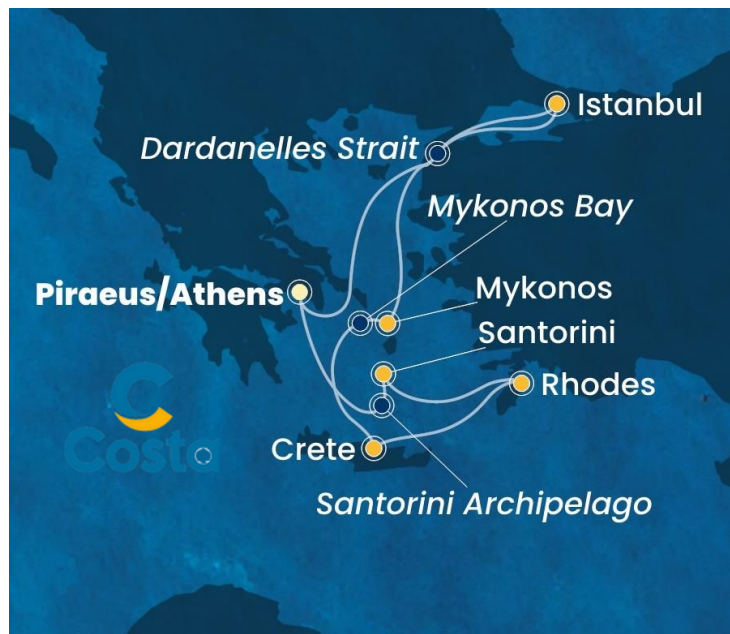 Istanbul
Dardanelles Strait
Mykonos Bay
Piraeus/Athens
Mykonos
Santorini
Rhodes
Costa
Crete
Santorini Archipelago